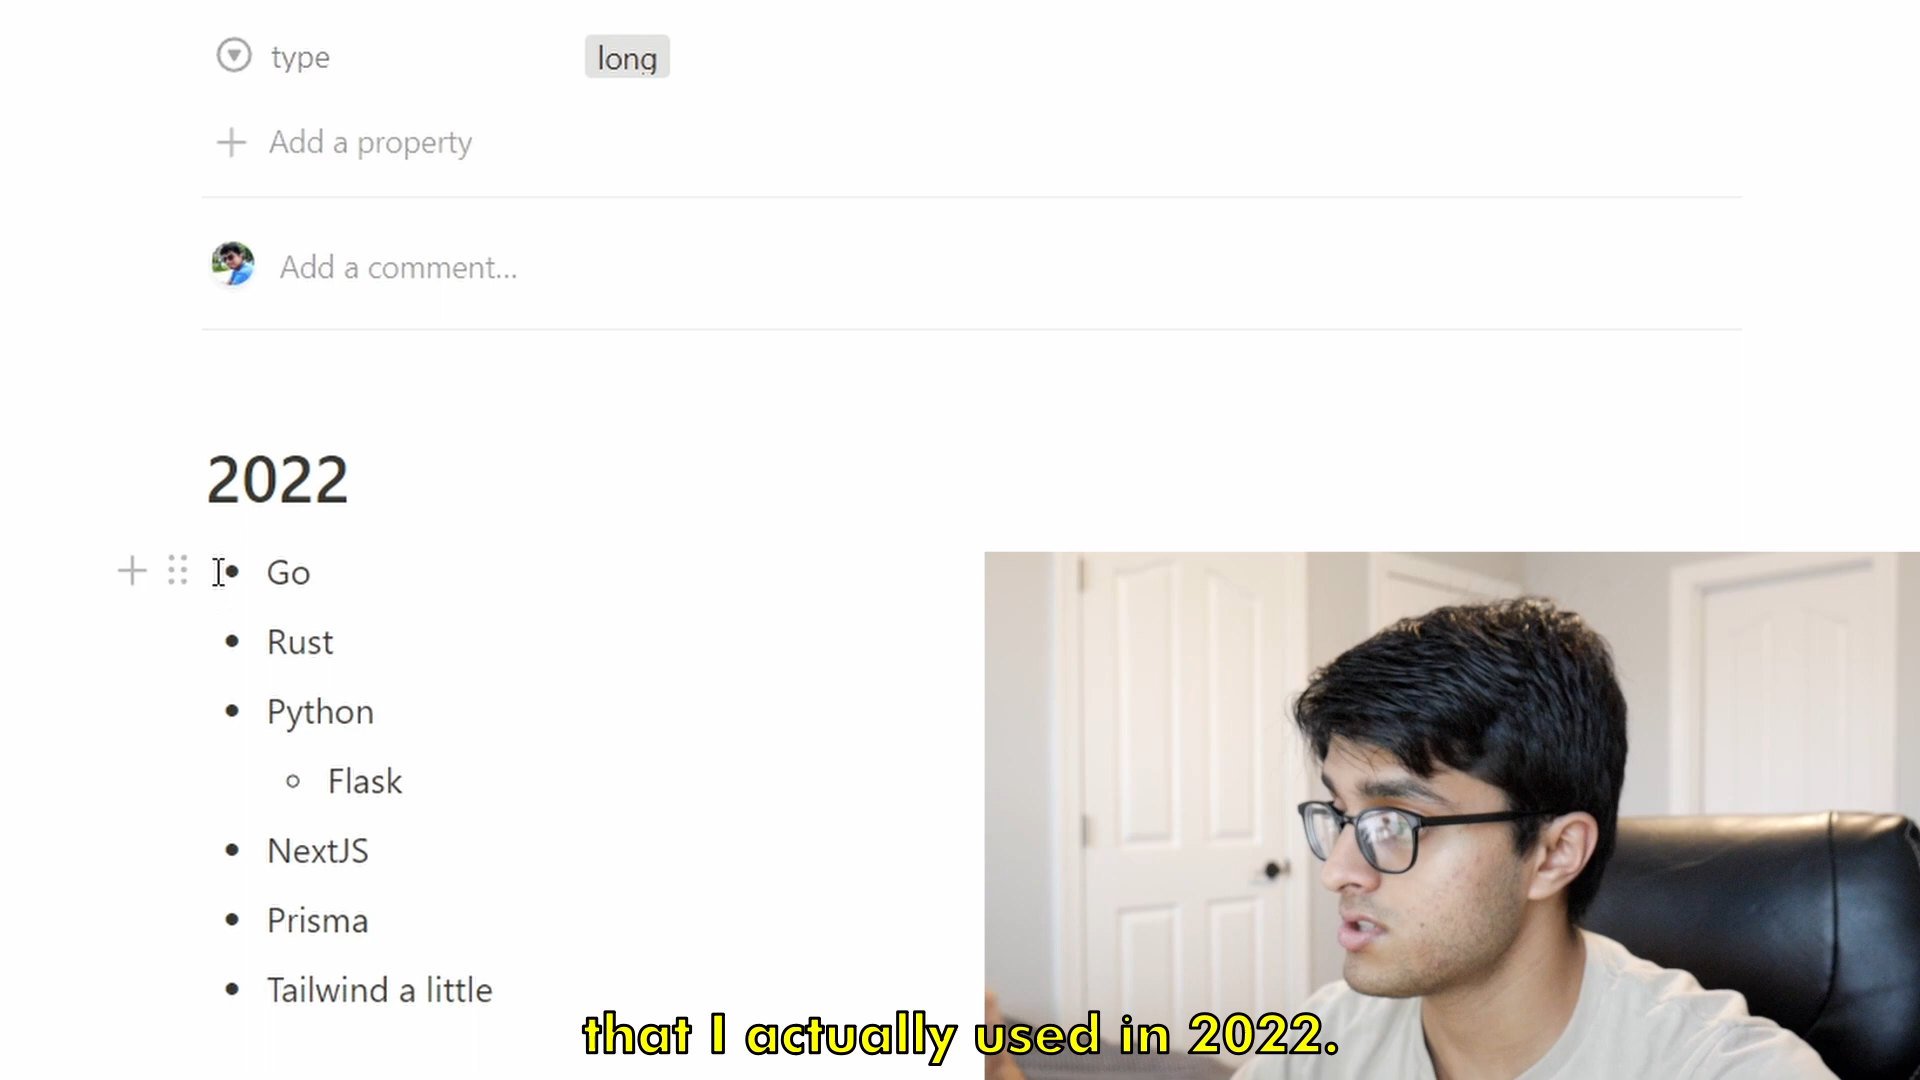 type long
Add a property
Add a comment...
2022
Go
Rust
Python
Flask
NextJS
Prisma
Tailwind a little
that I actually used in 2022.